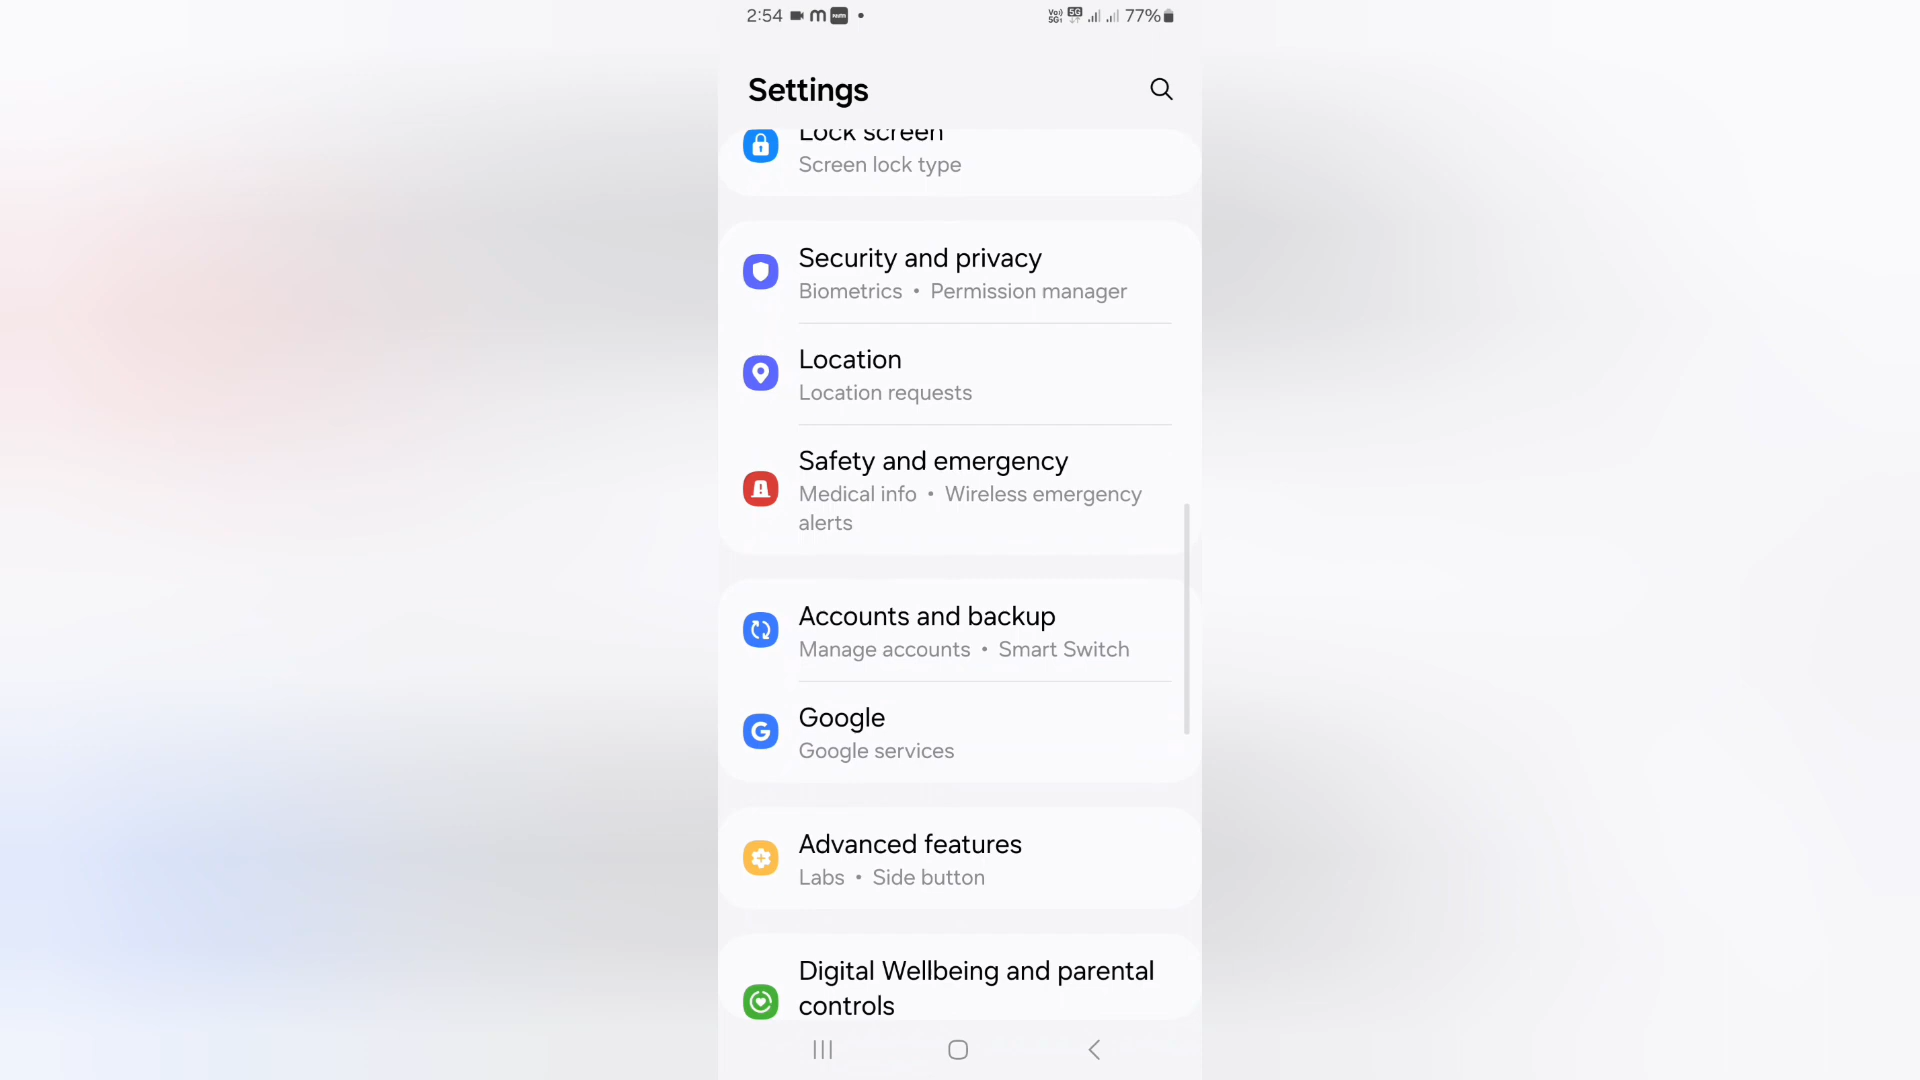 2:54 77%
Settings
Lock screen
Screen lock type
Security and privacy
Biometrics • Permission manager
Location
Location requests
Safety and emergency
Medical info • Wireless emergency
alerts
Accounts and backup
Manage accounts • Smart Switch
Google
Google services
Advanced features
Labs • Side button
Digital Wellbeing and parental
controls